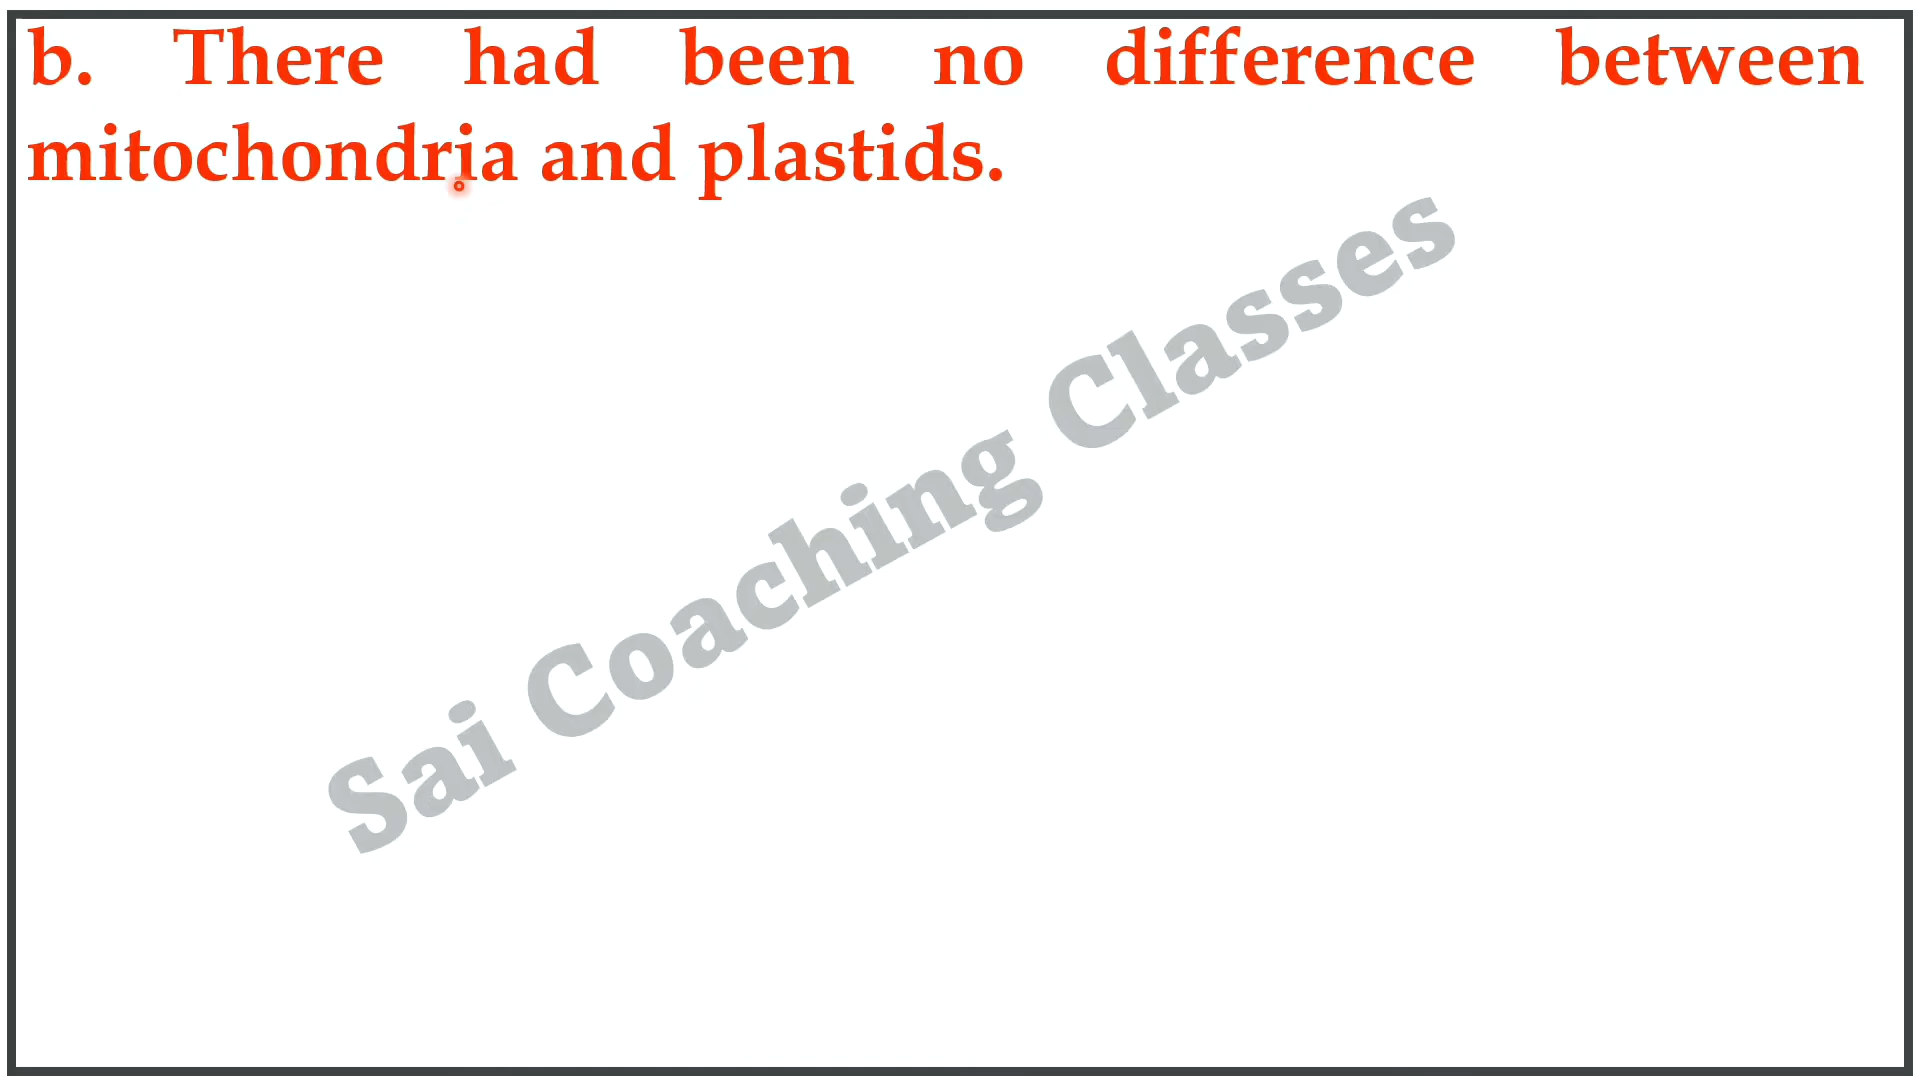 b. There had been no difference between
mitochondria and plastids.
Sai Coaching Classes